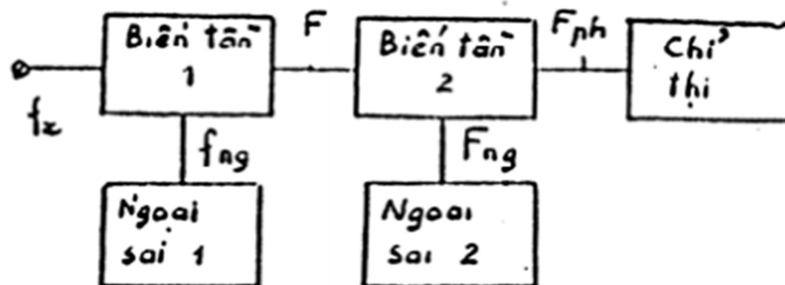 Biến tần
1
F
Biến tần
2
Fph
Chỉ
thị
fx
fng
Fng
Ngoại
sai 1
Ngoại
sai 2